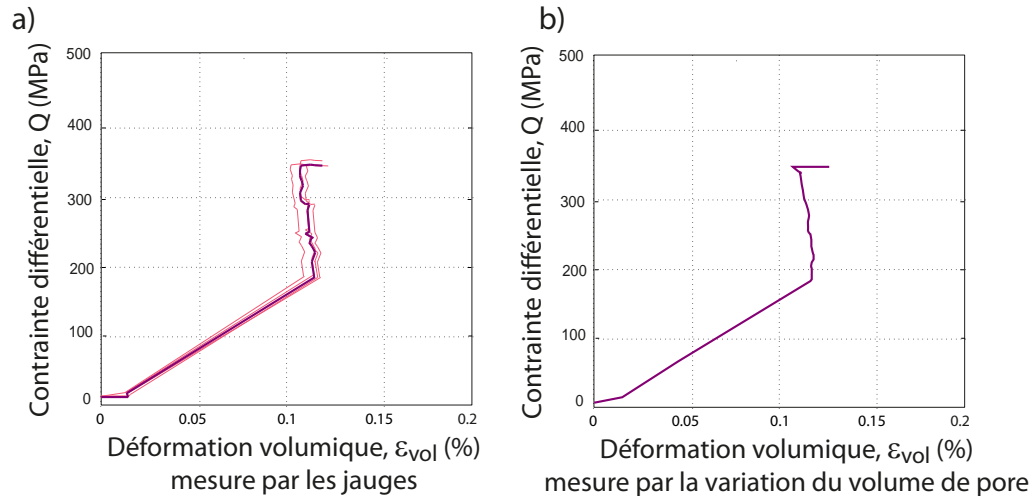 a)
Contrainte différentielle, Q (MPa)
500
400
300
200
100
0
0
0.05
0.1
0.15
0.2
Déformation volumique, εvol (%)
mesure par les jauges
b)
Contrainte différentielle, Q (MPa)
500
400
300
200
100
0
0
0.05
0.1
0.15
0.2
Déformation volumique, εvol (%)
mesure par la variation du volume de pore